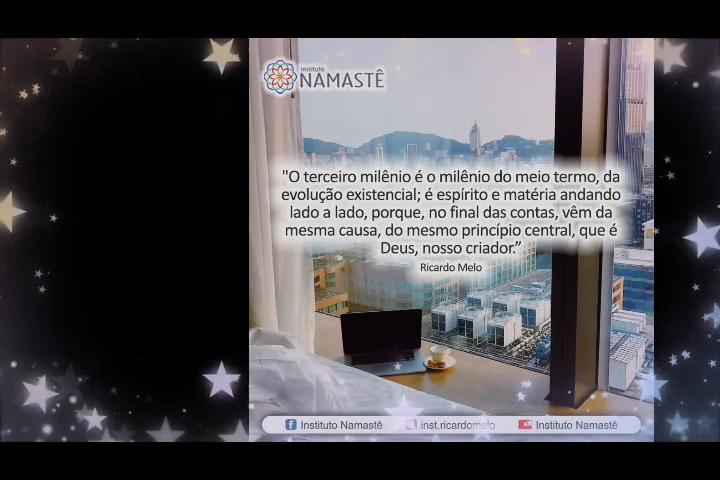 Instituto
NAMASTÊ
"O terceiro milênio é o milênio do meio termo, da
evolução existencial; é espírito e matéria andando
lado a lado, porque, no final das contas, vêm da
mesma causa, do mesmo princípio central, que é
Deus, nosso criador.”
Ricardo Melo
Instituto Namastê inst.ricardomelo Instituto Namastê